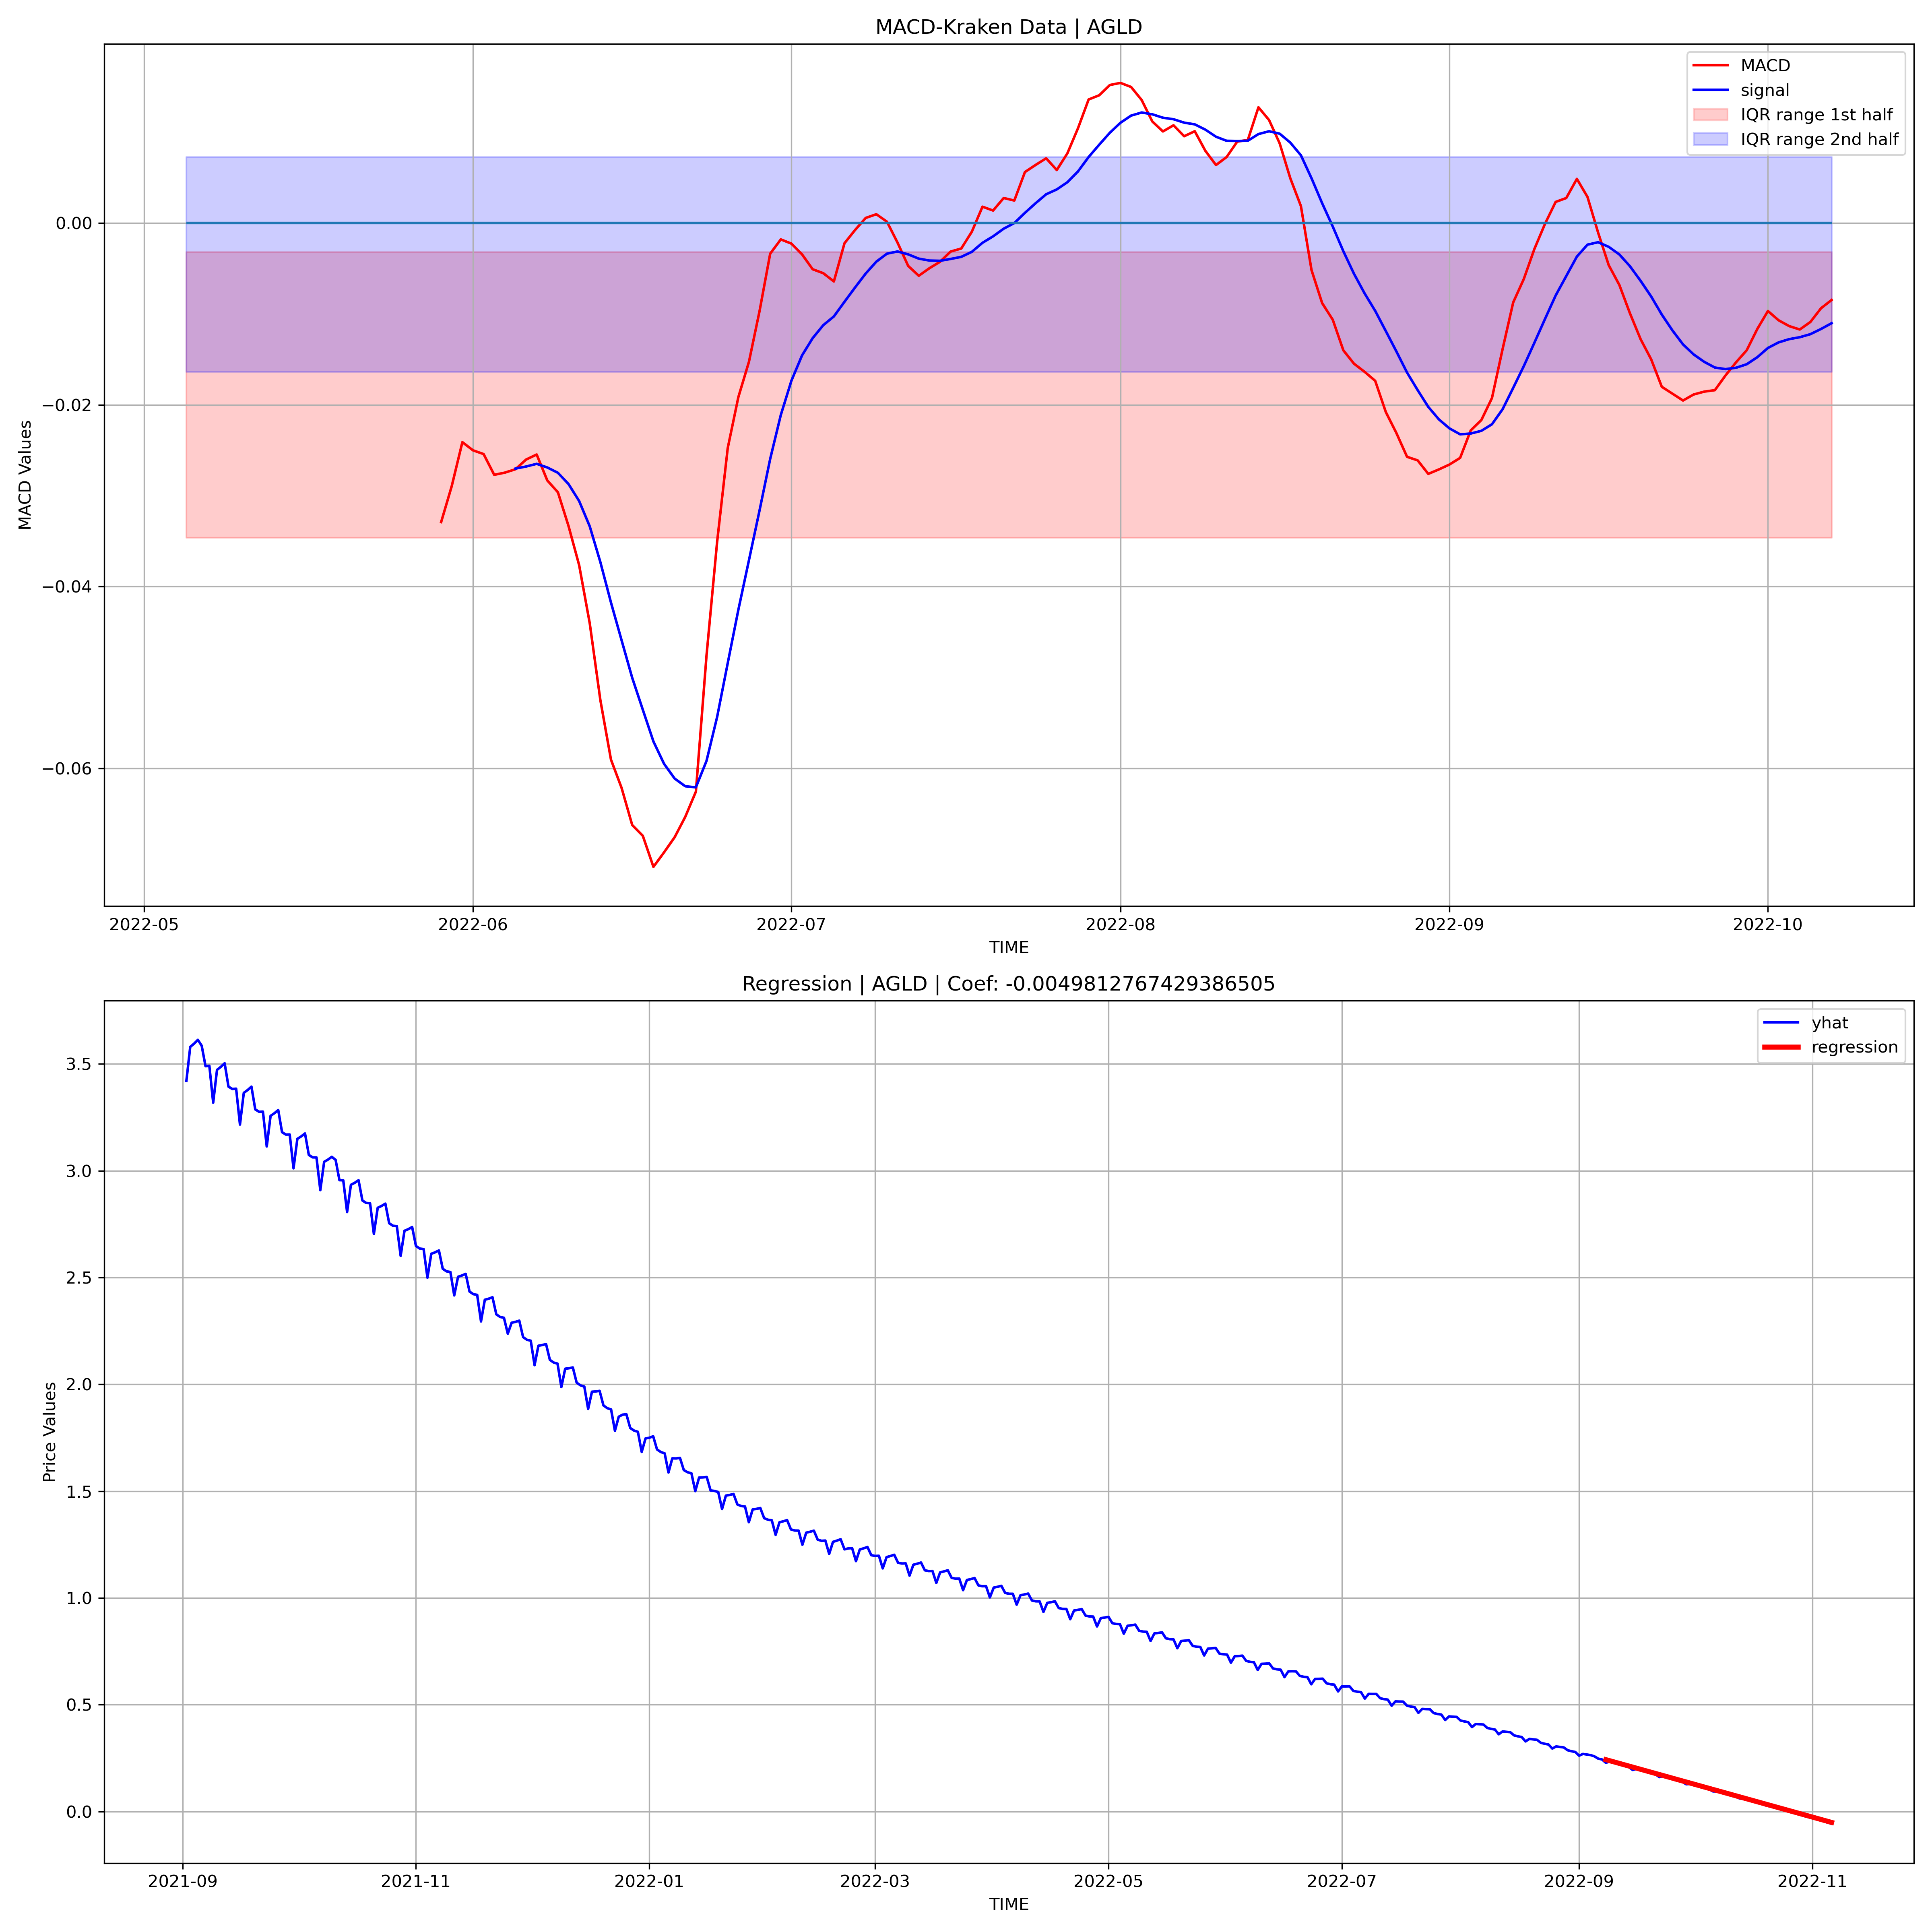 MACD-Kraken Data | AGLD
MACD
signal
IQR range 1st half
IQR range 2nd half
0.00
−0.02
−0.04
−0.06
MACD Values
2022-05 2022-06 2022-07 2022-08 2022-09 2022-10
TIME
Regression | AGLD | Coef: -0.0049812767429386505
yhat
regression
3.5
3.0
2.5
2.0
1.5
1.0
0.5
0.0
Price Values
2021-09 2021-11 2022-01 2022-03 2022-05 2022-07 2022-09 2022-11
TIME